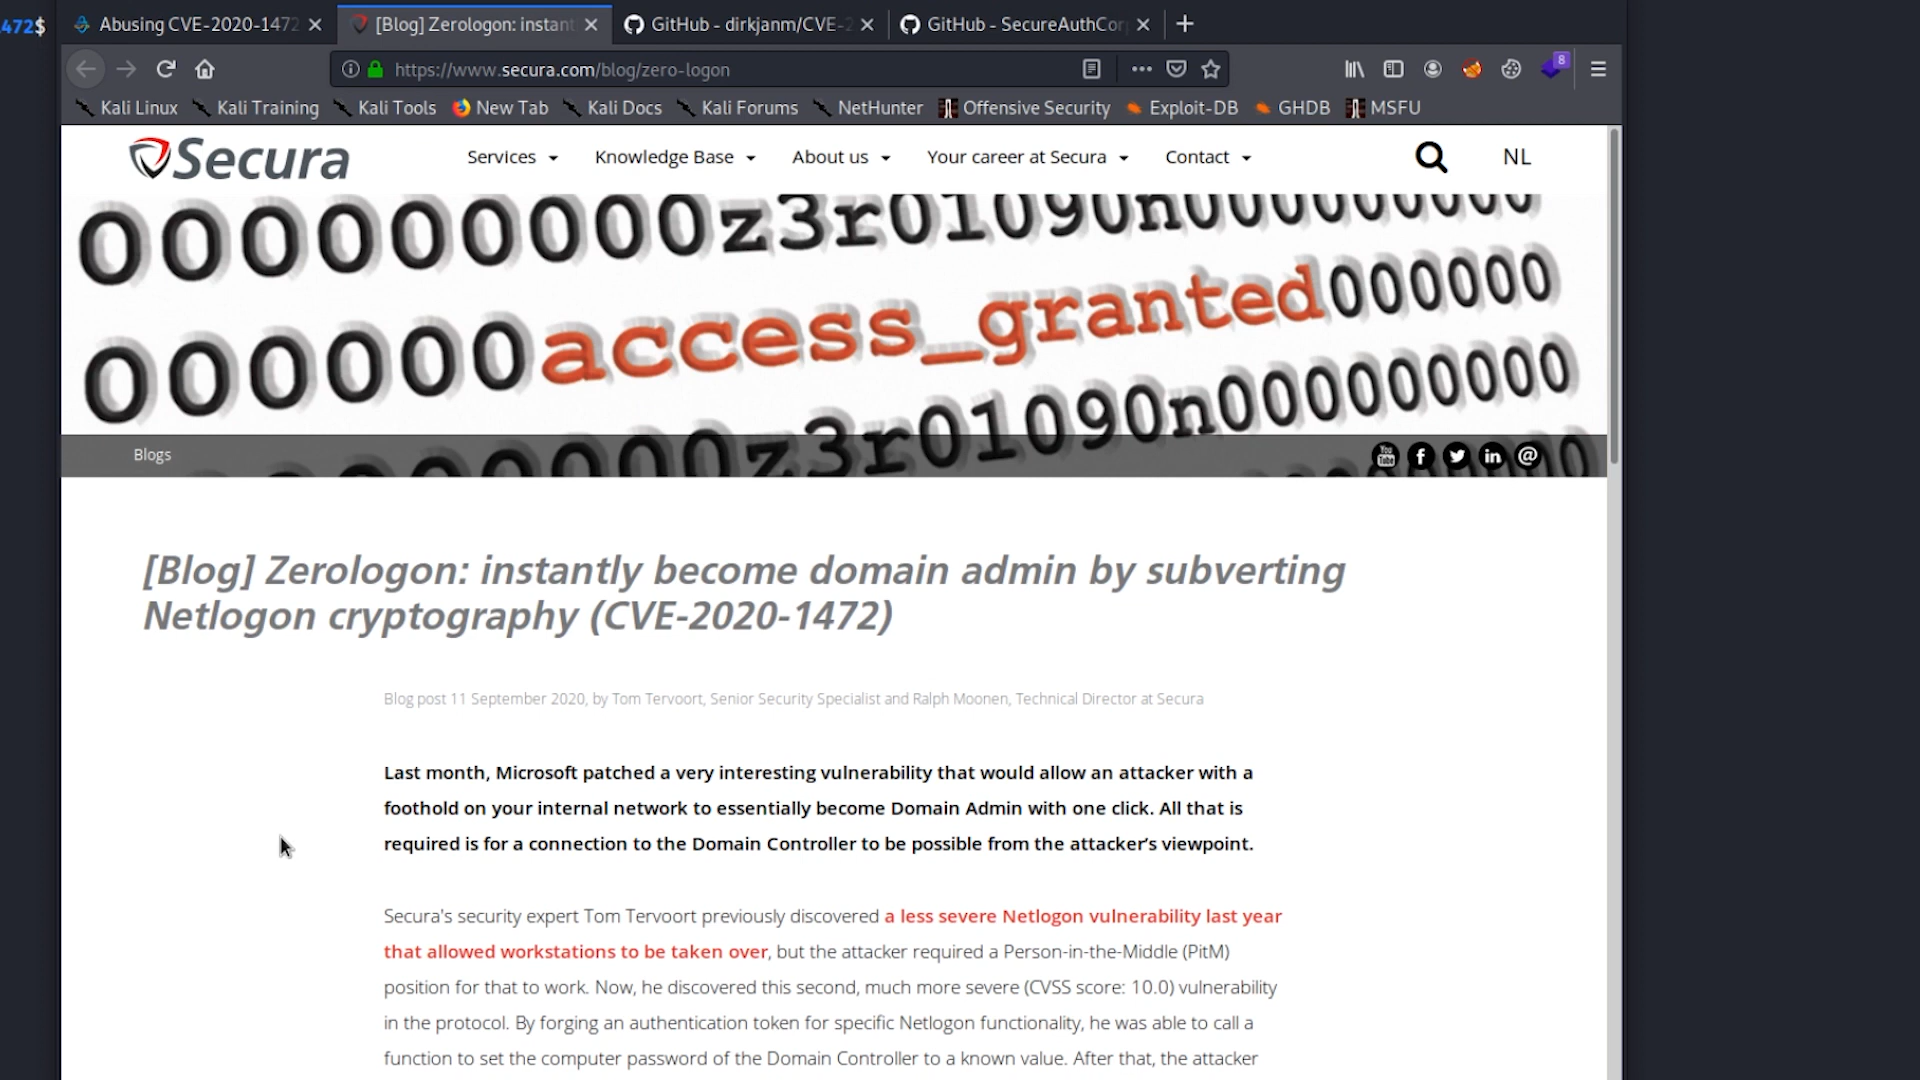 472$
Abusing CVE-2020-1472
[Blog] Zerologon: instant
GitHub - dirkjanm/CVE-2
GitHub - SecureAuthCor
https://www.secura.com/blog/zero-logon
8
Kali Linux
Kali Training
Kali Tools
New Tab
Kali Docs
Kali Forums
NetHunter
Offensive Security
Exploit-DB
GHDB
MSFU
Secura
Services
Knowledge Base
About us
Your career at Secura
Contact
NL
000000000z3r01090n000000000
000000access_granted000000
z3r01090n000000000
Blogs
You Tube
[Blog] Zerologon: instantly become domain admin by subverting
Netlogon cryptography (CVE-2020-1472)
Blog post 11 September 2020, by Tom Tervoort, Senior Security Specialist and Ralph Moonen, Technical Director at Secura
Last month, Microsoft patched a very interesting vulnerability that would allow an attacker with a
foothold on your internal network to essentially become Domain Admin with one click. All that is
required is for a connection to the Domain Controller to be possible from the attacker’s viewpoint.
Secura's security expert Tom Tervoort previously discovered a less severe Netlogon vulnerability last year
that allowed workstations to be taken over, but the attacker required a Person-in-the-Middle (PitM)
position for that to work. Now, he discovered this second, much more severe (CVSS score: 10.0) vulnerability
in the protocol. By forging an authentication token for specific Netlogon functionality, he was able to call a
function to set the computer password of the Domain Controller to a known value. After that, the attacker